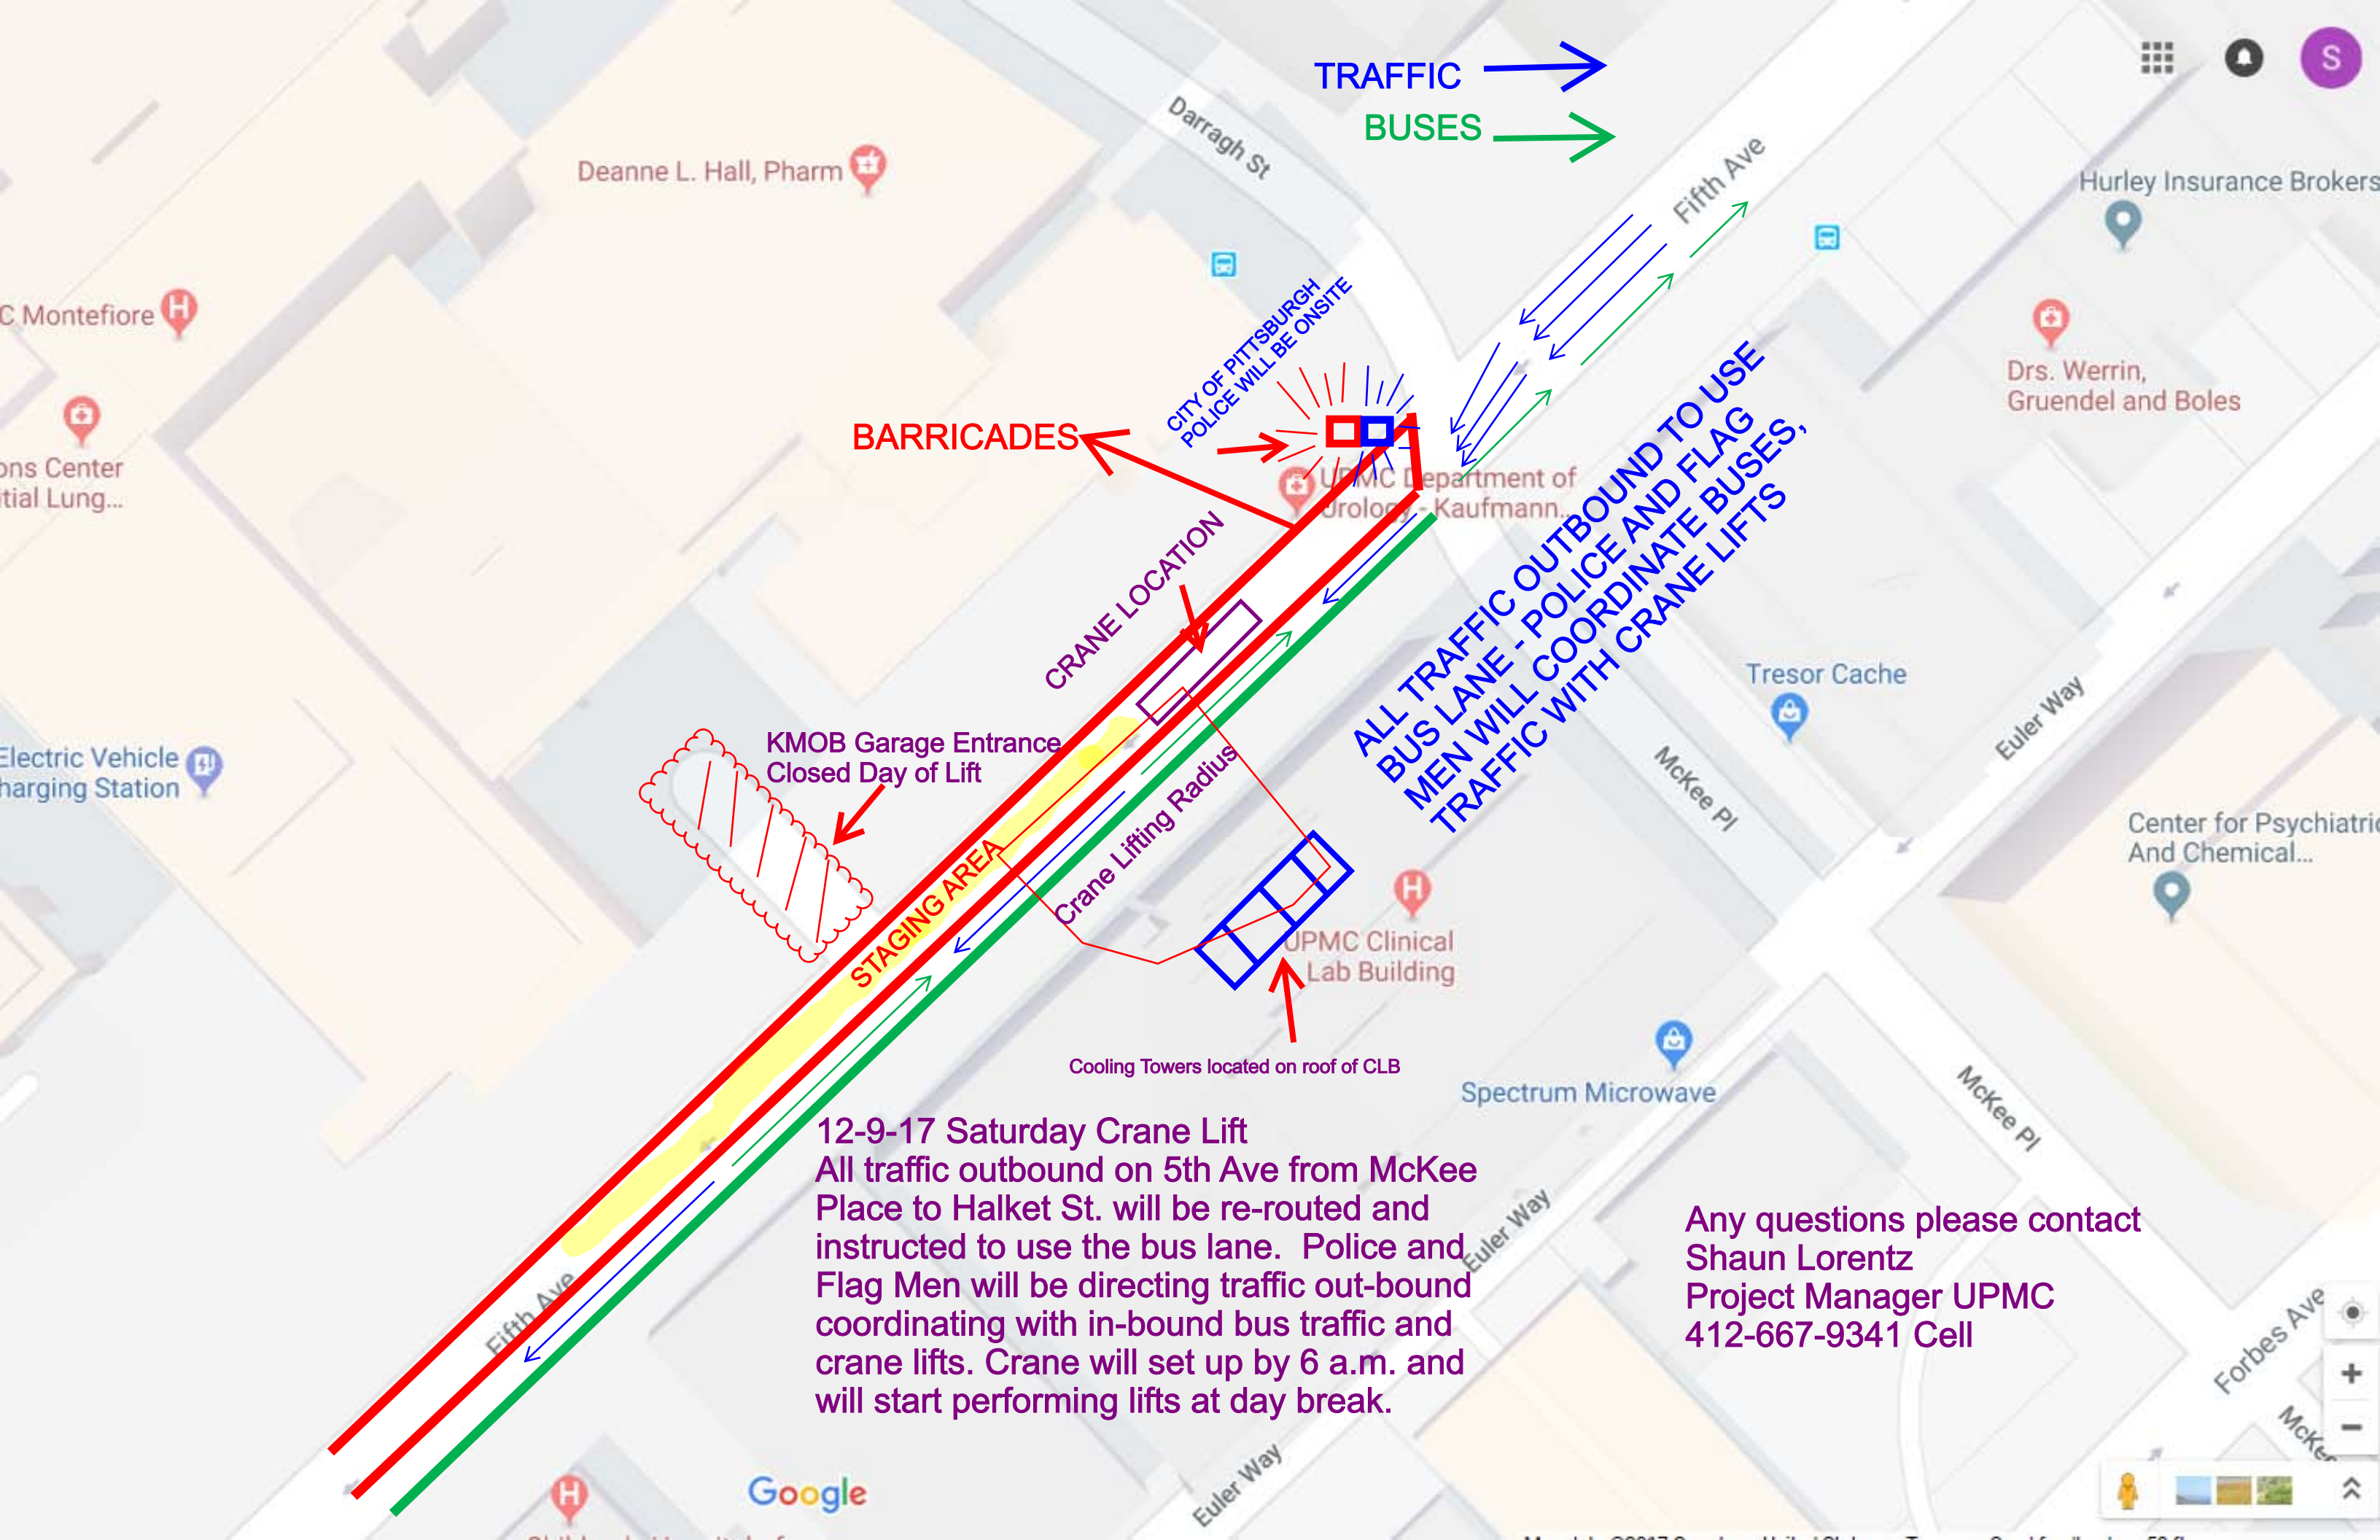 TRAFFIC
BUSES
S
Darragh St
Fifth Ave
Deanne L. Hall, Pharm
Hurley Insurance Brokers
C Montefiore
H
CITY OF PITTSBURGH
POLICE WILL BE ONSITE
Drs. Werrin,
Gruendel and Boles
BARRICADES
ons Center
tial Lung...
UPMC Department of
Urology - Kaufmann...
ALL TRAFFIC OUTBOUND TO USE
BUS LANE - POLICE AND FLAG
MEN WILL COORDINATE BUSES,
TRAFFIC WITH CRANE LIFTS
CRANE LOCATION
Tresor Cache
Euler Way
KMOB Garage Entrance
Closed Day of Lift
Electric Vehicle
harging Station
McKee Pl
Crane Lifting Radius
STAGING AREA
Center for Psychiatric
And Chemical...
H
UPMC Clinical
Lab Building
Cooling Towers located on roof of CLB
Spectrum Microwave
McKee Pl
12-9-17 Saturday Crane Lift
All traffic outbound on 5th Ave from McKee
Place to Halket St. will be re-routed and
instructed to use the bus lane.  Police and
Flag Men will be directing traffic out-bound
coordinating with in-bound bus traffic and
crane lifts. Crane will set up by 6 a.m. and
will start performing lifts at day break.
Euler Way
Any questions please contact
Shaun Lorentz
Project Manager UPMC
412-667-9341 Cell
Fifth Ave
Forbes Ave
McKe
Euler Way
H
Google